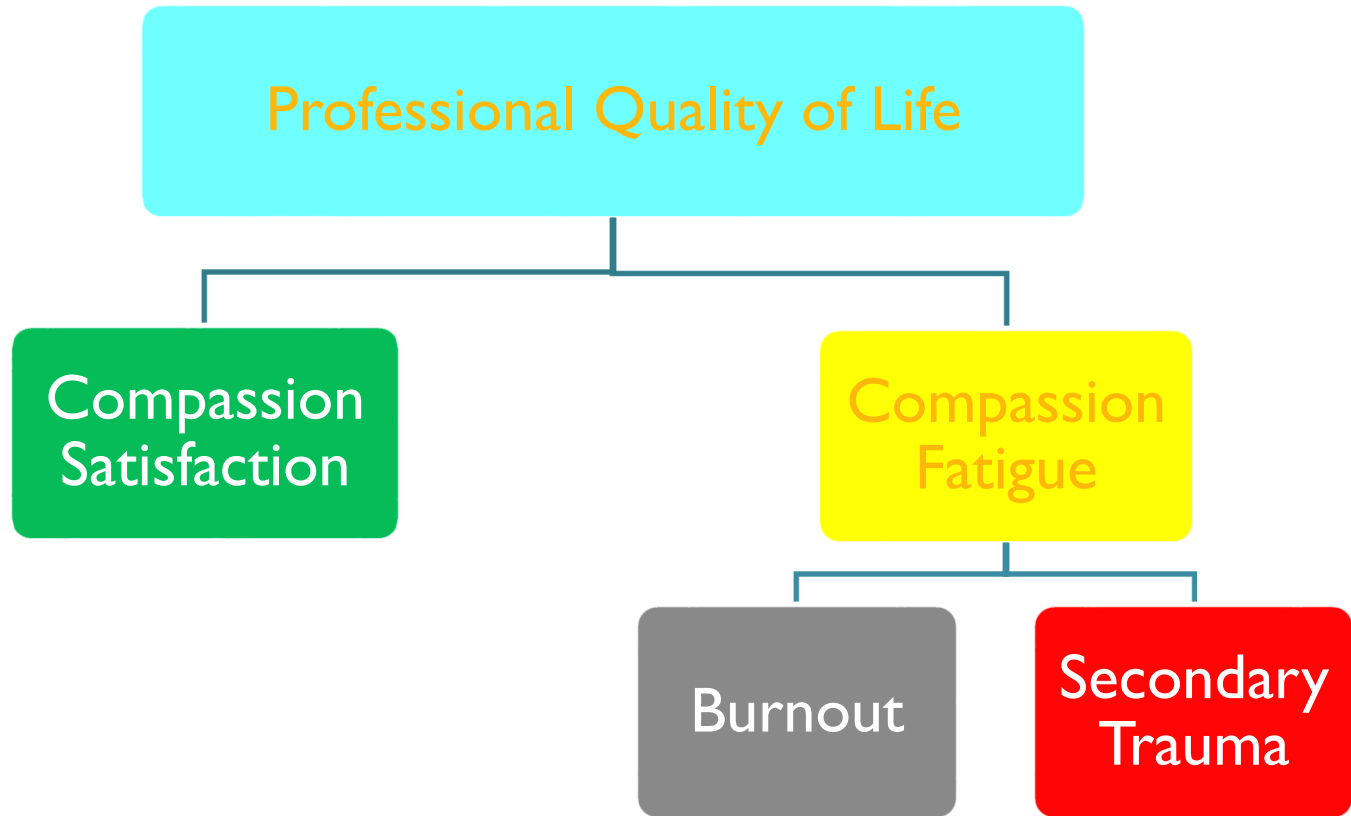 Professional Quality of Life
Compassion
Satisfaction
Compassion
Fatigue
Burnout
Secondary
Trauma